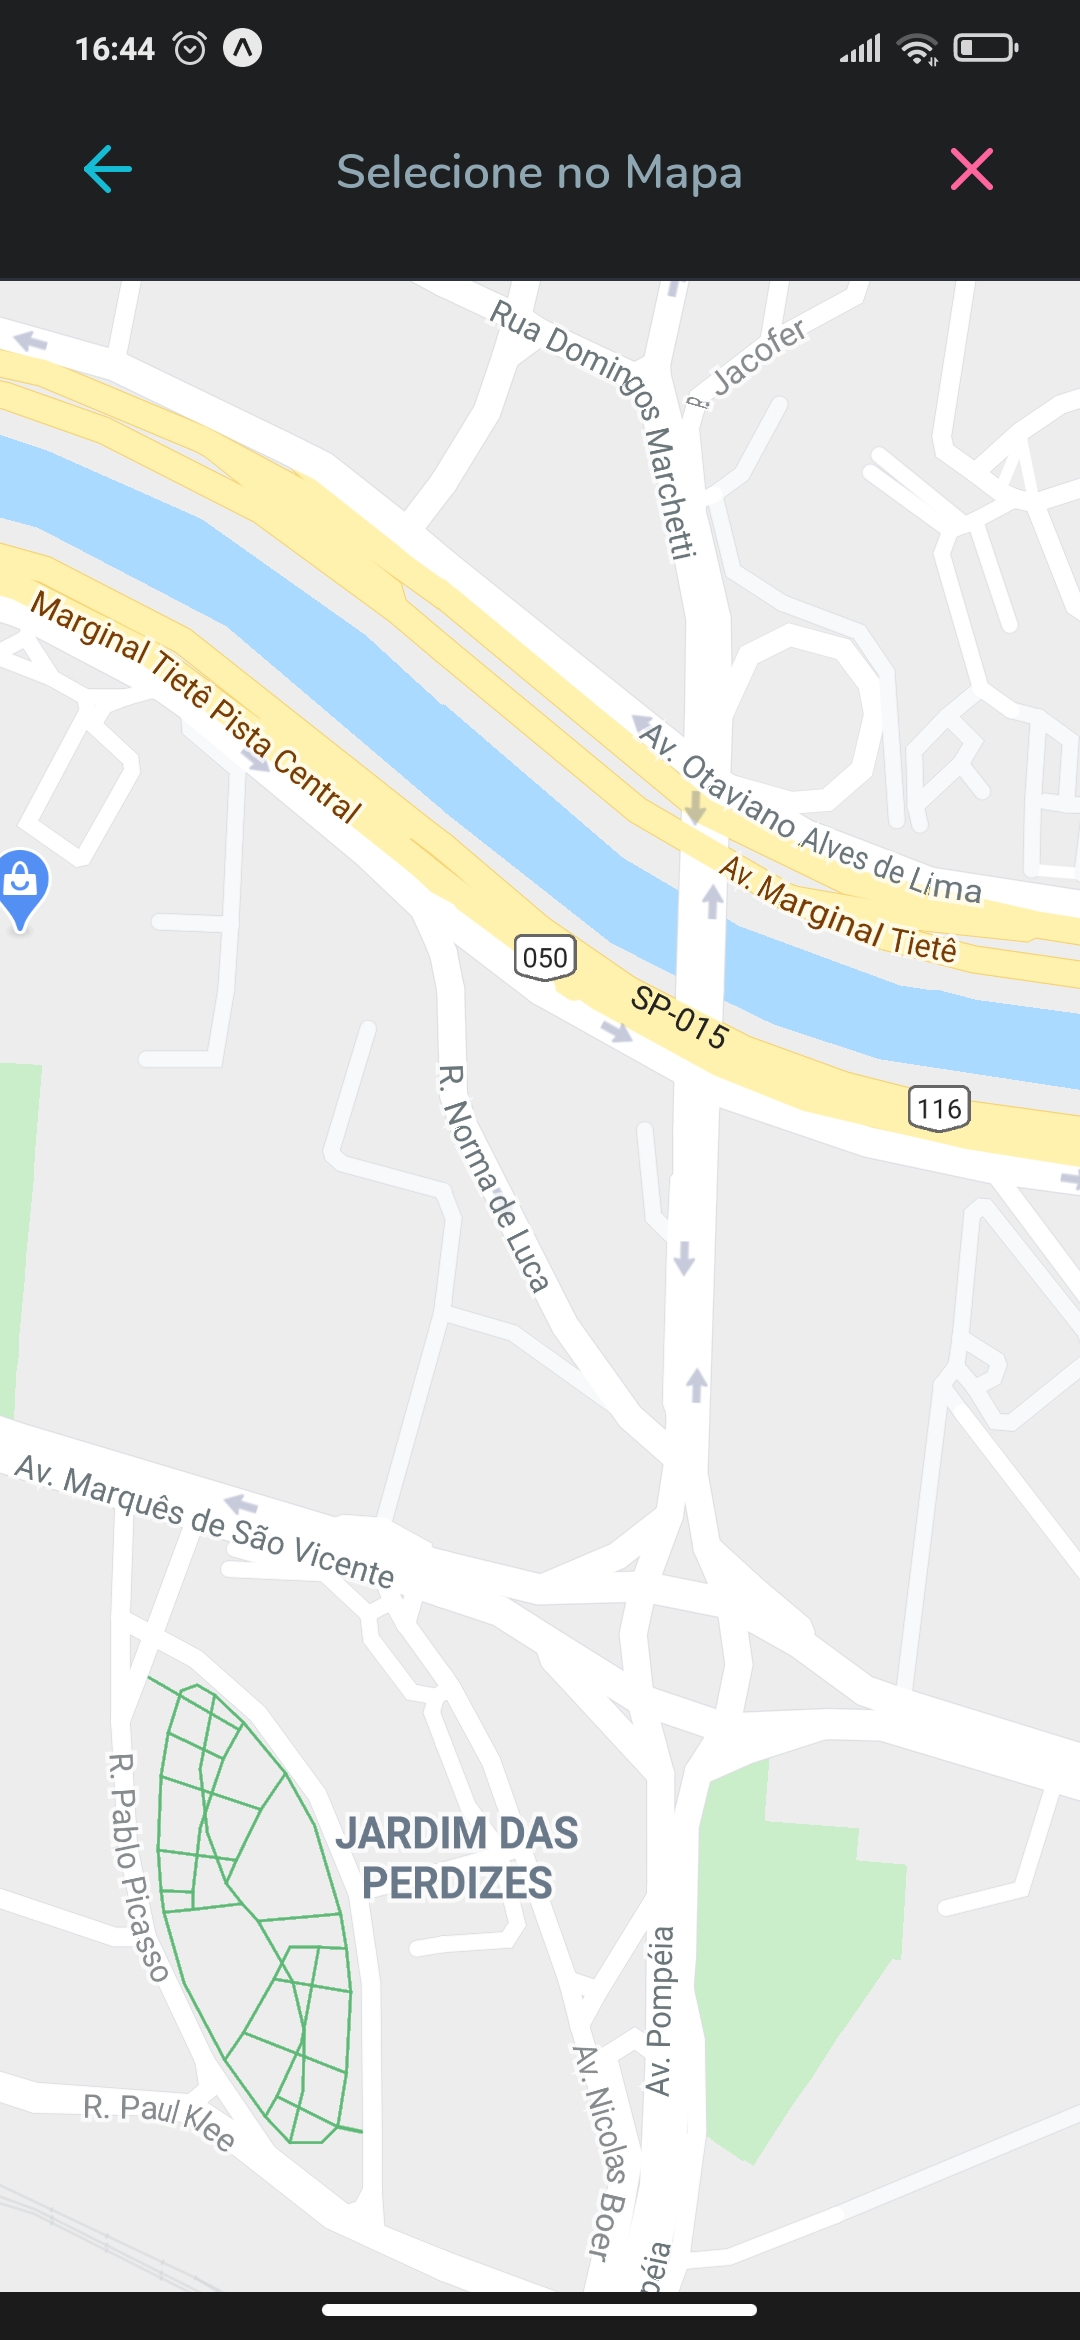 16:44
Selecione no Mapa
Rua Domingos Marchetti
R. Jacofer
Marginal Tietê Pista Central
Av. Otaviano Alves de Lima
Av. Marginal Tietê
050
SP-015
116
R. Norma de Luca
Av. Marquês de São Vicente
R. Pablo Picasso
JARDIM DAS
PERDIZES
Av. Pompéia
Av. Nicolas Boer
R. Paul Klee
péia